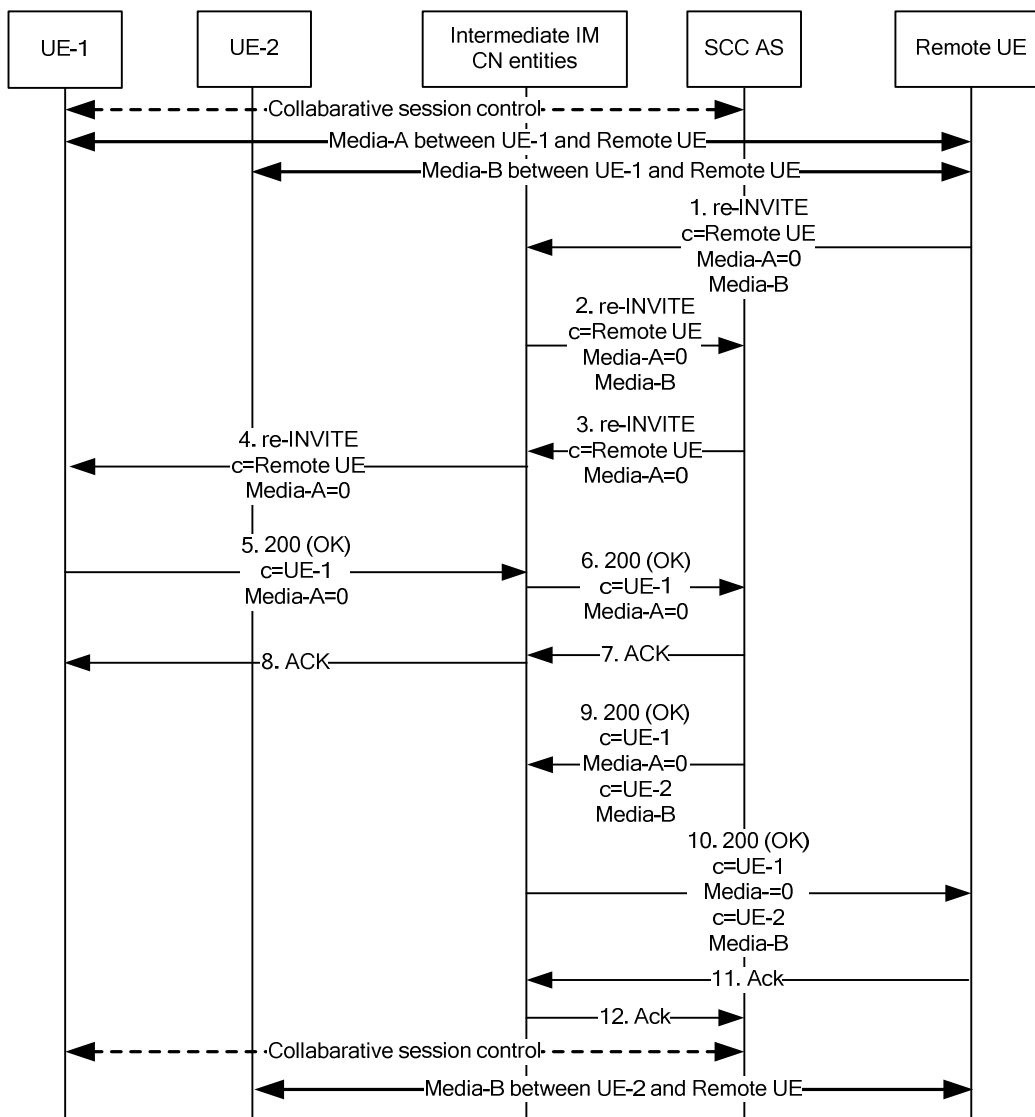 UE-1
UE-2
Intermediate IM
CN entities
SCC AS
Remote UE
Collabarative session control
Media-A between UE-1 and Remote UE
Media-B between UE-1 and Remote UE
1. re-INVITE
c=Remote UE
Media-A=0
Media-B
2. re-INVITE
c=Remote UE
Media-A=0
Media-B
3. re-INVITE
c=Remote UE
Media-A=0
4. re-INVITE
c=Remote UE
Media-A=0
5. 200 (OK)
c=UE-1
Media-A=0
6. 200 (OK)
c=UE-1
Media-A=0
7. ACK
8. ACK
9. 200 (OK)
c=UE-1
Media-A=0
c=UE-2
Media-B
10. 200 (OK)
c=UE-1
Media-=0
c=UE-2
Media-B
11. Ack
12. Ack
Collabarative session control
Media-B between UE-2 and Remote UE